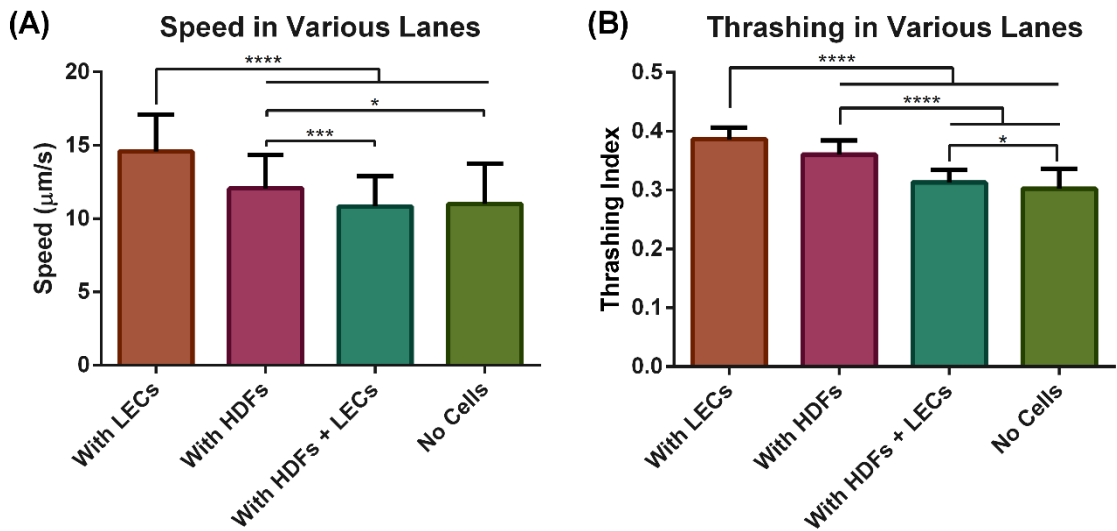 (A) Speed in Various Lanes
****
*
***
Speed (μm/s)
20
15
10
5
0
With LECs
With HDFs
With HDFs + LECs
No Cells
(B) Thrashing in Various Lanes
****
****
*
Thrashing Index
0.5
0.4
0.3
0.2
0.1
0.0
With LECs
With HDFs
With HDFs + LECs
No Cells